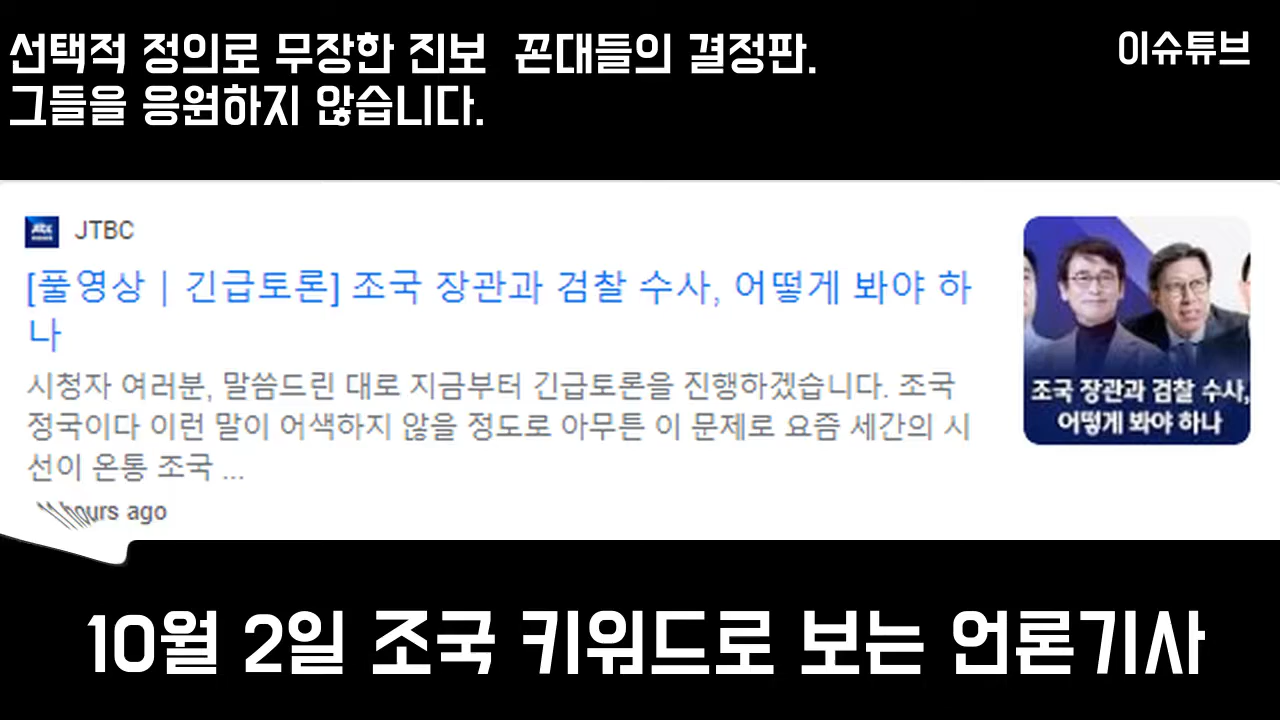 선택적 정의로 무장한 진보 꼰대들의 결정판.
그들을 응원하지 않습니다.
이슈튜브
JTBC
[풀영상 | 긴급토론] 조국 장관과 검찰 수사, 어떻게 봐야 하
나
시청자 여러분, 말씀드린 대로 지금부터 긴급토론을 진행하겠습니다. 조국
정국이다 이런 말이 어색하지 않을 정도로 아무튼 이 문제로 요즘 세간의 시
선이 온통 조국 ...
hours ago
조국 장관과 검찰 수사,
어떻게 봐야 하나
10월 2일 조국 키워드로 보는 언론기사